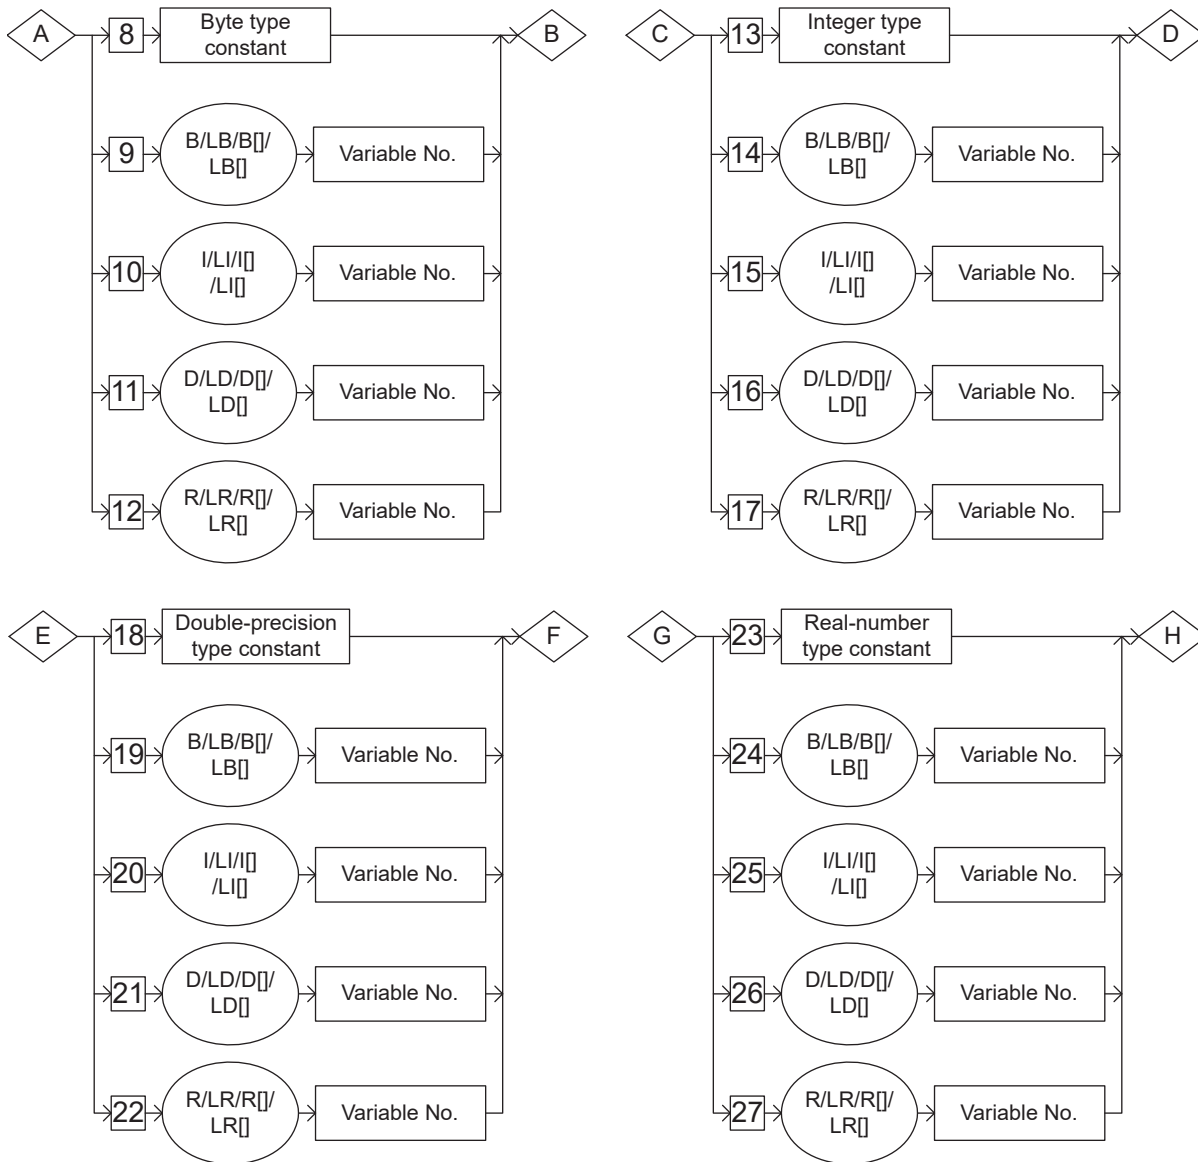 A
8
Byte type
constant
B
9
B/LB/B[]/
LB[]
Variable No.
10
I/LI/I[]
/LI[]
Variable No.
11
D/LD/D[]/
LD[]
Variable No.
12
R/LR/R[]/
LR[]
Variable No.
C
13
Integer type
constant
D
14
B/LB/B[]/
LB[]
Variable No.
15
I/LI/I[]
/LI[]
Variable No.
16
D/LD/D[]/
LD[]
Variable No.
17
R/LR/R[]/
LR[]
Variable No.
E
18
Double-precision
type constant
F
19
B/LB/B[]/
LB[]
Variable No.
20
I/LI/I[]
/LI[]
Variable No.
21
D/LD/D[]/
LD[]
Variable No.
22
R/LR/R[]/
LR[]
Variable No.
G
23
Real-number
type constant
H
24
B/LB/B[]/
LB[]
Variable No.
25
I/LI/I[]
/LI[]
Variable No.
26
D/LD/D[]/
LD[]
Variable No.
27
R/LR/R[]/
LR[]
Variable No.